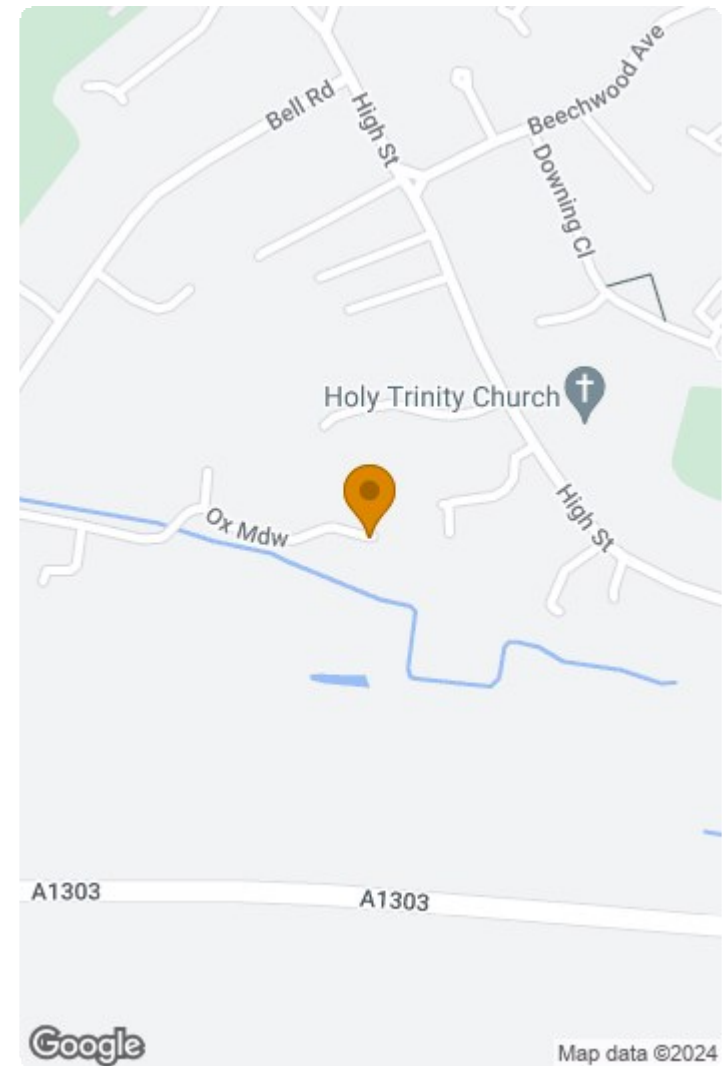 Beechwood Ave
Bell Rd
High St
Downing Cl
Holy Trinity Church
High St
Ox Mdw
A1303
A1303
Google
Map data ©2024